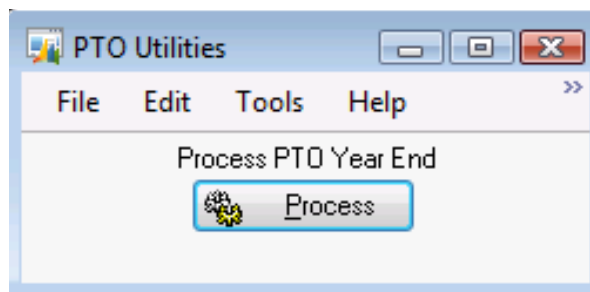 PTO Utilities
File Edit Tools Help »
Process PTO Year End
Process